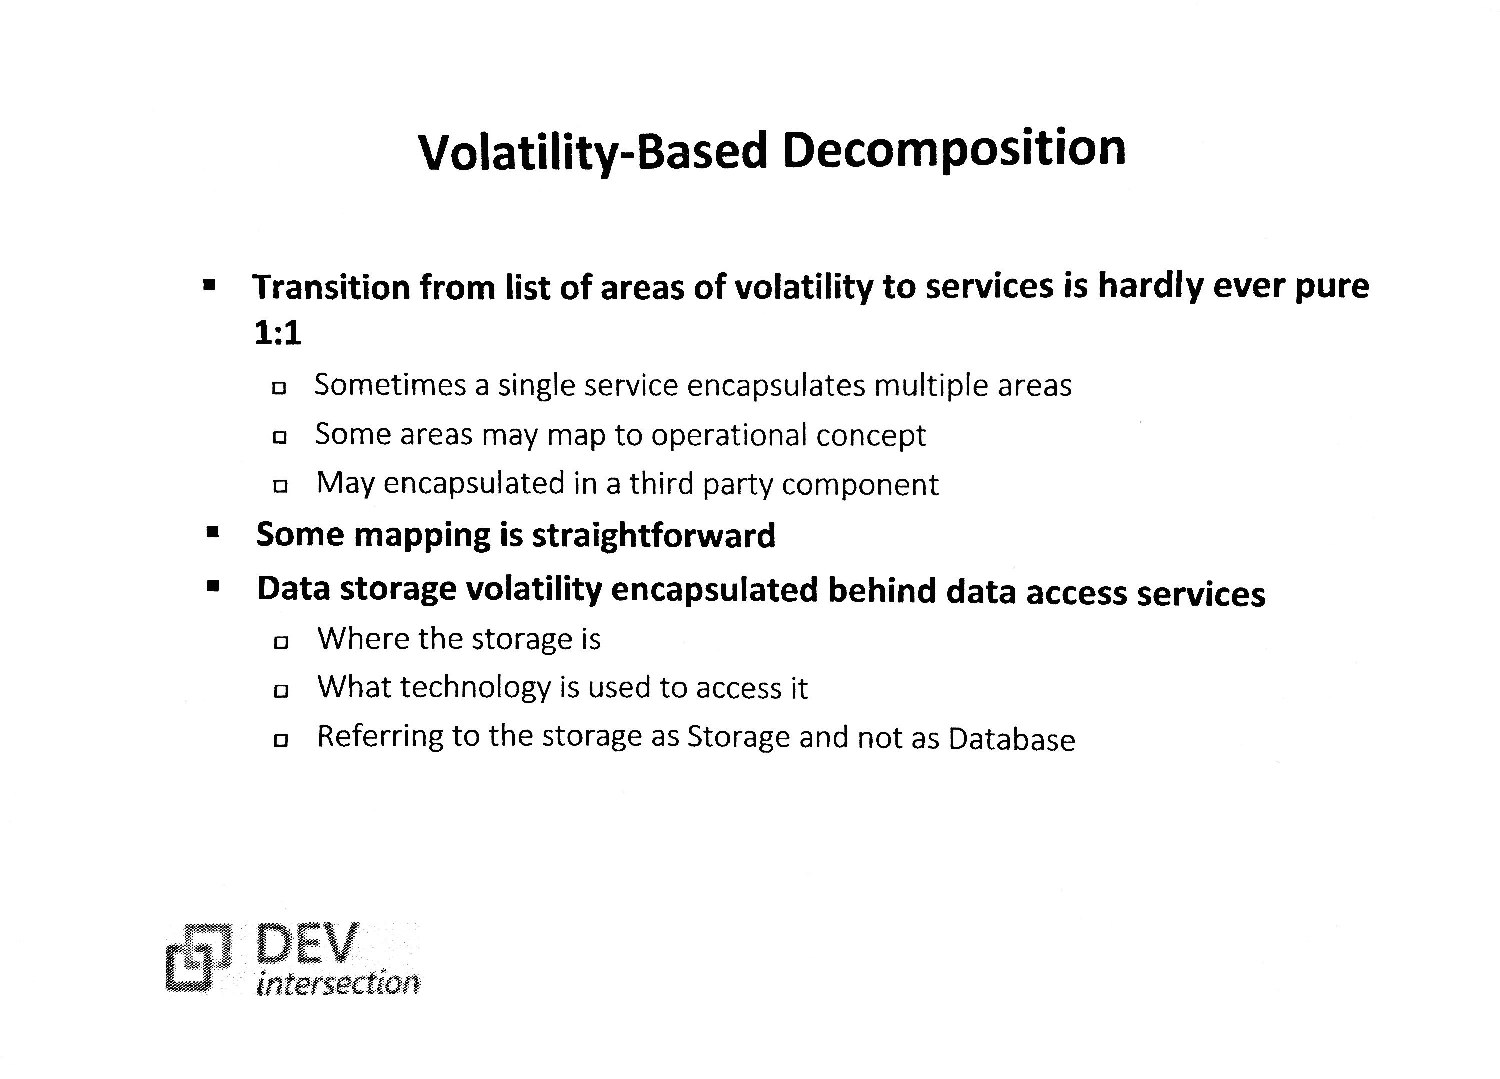 Volatility-Based Decomposition
▪ Transition from list of areas of volatility to services is hardly ever pure
1:1
▫ Sometimes a single service encapsulates multiple areas
▫ Some areas may map to operational concept
▫ May encapsulated in a third party component
▪ Some mapping is straightforward
▪ Data storage volatility encapsulated behind data access services
▫ Where the storage is
▫ What technology is used to access it
▫ Referring to the storage as Storage and not as Database
DEV
intersection